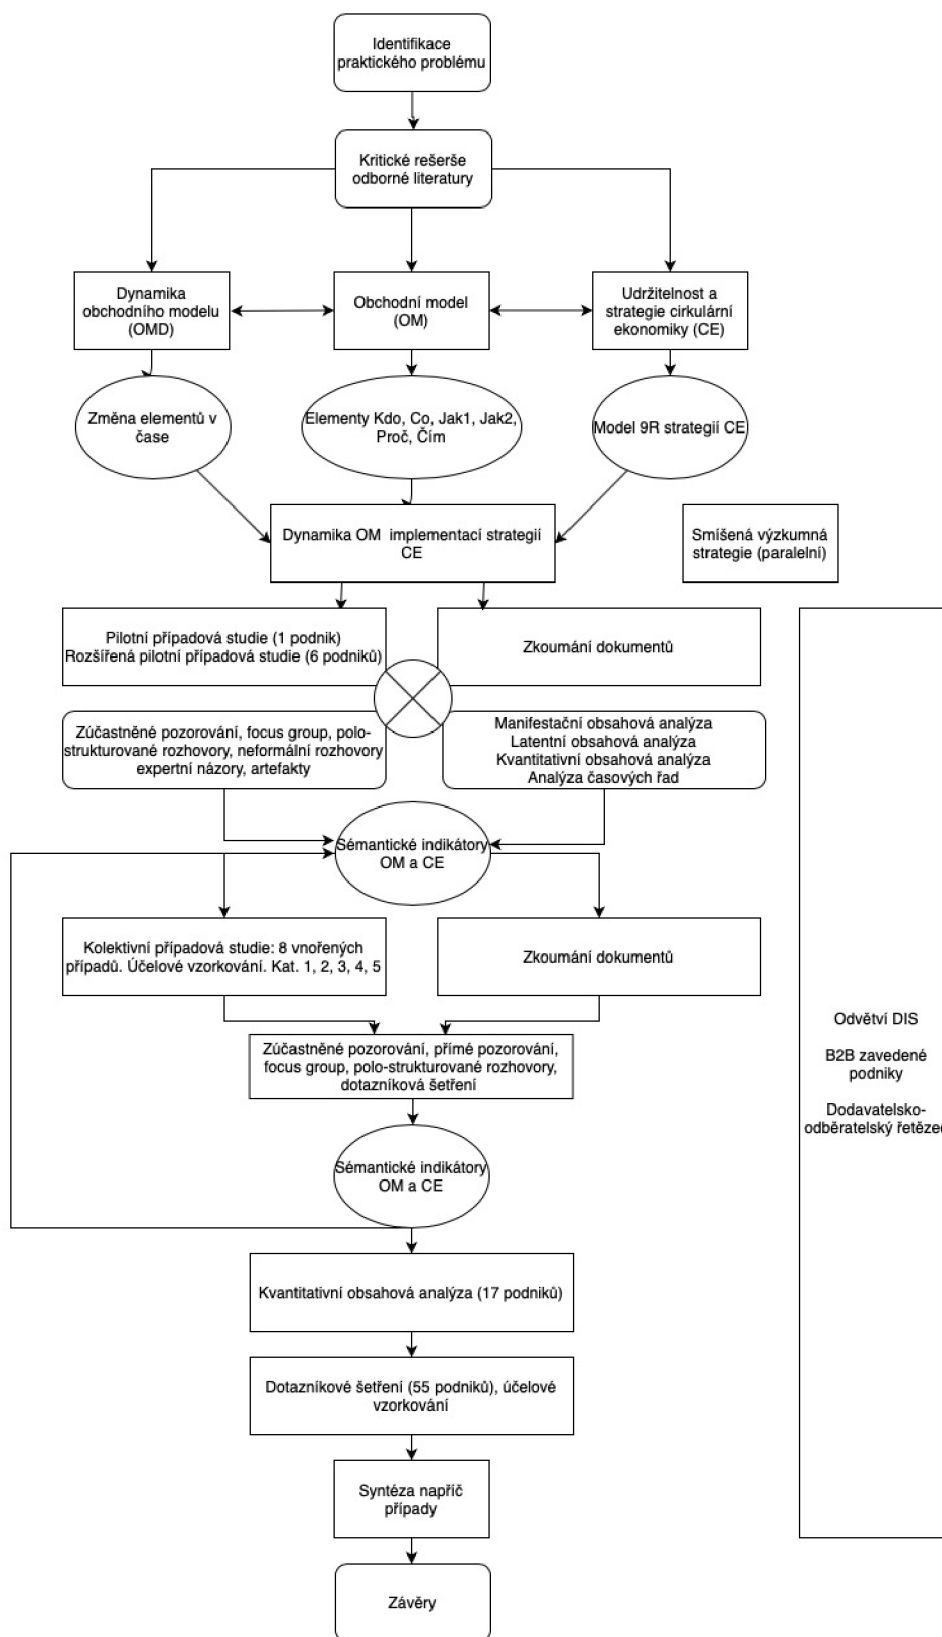 Identifikace
praktického problému
Kritické rešerše
odborné literatury
Dynamika
obchodního modelu
(OMD)
Obchodní model
(OM)
Udržitelnost a
strategie cirkulární
ekonomiky (CE)
Změna elementů v
čase
Elementy Kdo, Co, Jak1, Jak2,
Proč, Čím
Model 9R strategií CE
Dynamika OM implementací strategií
CE
Smíšená výzkumná
strategie (paralelní)
Pilotní případová studie (1 podnik)
Rozšířená pilotní případová studie (6 podniků)
Zkoumání dokumentů
Zúčastněné pozorování, focus group, polo-
strukturované rozhovory, neformální rozhovory
expertní názory, artefakty
Manifestační obsahová analýza
Latentní obsahová analýza
Kvantitativní obsahová analýza
Analýza časových řad
Sémantické indikátory
OM a CE
Kolektivní případová studie: 8 vnořených
případů. Účelové vzorkování. Kat. 1, 2, 3, 4, 5
Zkoumání dokumentů
Odvětví DIS
B2B zavedené
podniky
Dodavatelsko-
odběratelský řetězec
Zúčastněné pozorování, přímé pozorování,
focus group, polo-strukturované rozhovory,
dotazníková šetření
Sémantické indikátory
OM a CE
Kvantitativní obsahová analýza (17 podniků)
Dotazníkové šetření (55 podniků), účelové
vzorkování
Syntéza napříč
případy
Závěry